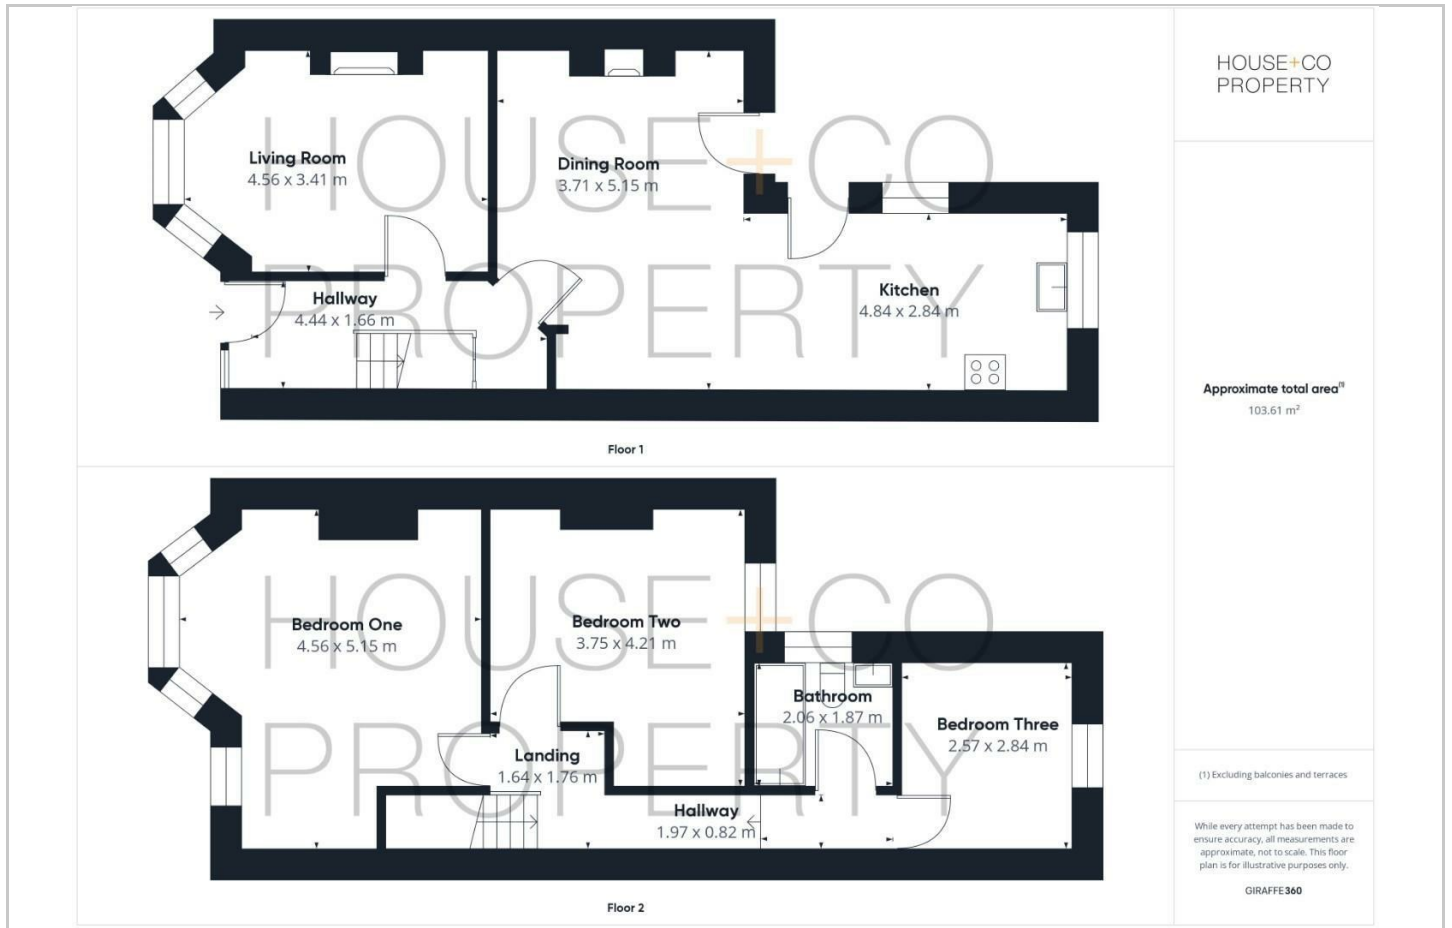 HOUSE+CO
PROPERTY
Living Room
4.56 x 3.41 m
Dining Room
3.71 x 5.15 m
Hallway
4.44 x 1.66 m
Kitchen
4.84 x 2.84 m
Floor 1
HOUSE+CO
PROPERTY
Bedroom One
4.56 x 5.15 m
Bedroom Two
3.75 x 4.21 m
Bathroom
2.06 x 1.87 m
Bedroom Three
2.57 x 2.84 m
Landing
1.64 x 1.76 m
Hallway
1.97 x 0.82 m
Floor 2
HOUSE+CO
PROPERTY
Approximate total area(1)
103.61 m²
(1) Excluding balconies and terraces
While every attempt has been made to
ensure accuracy, all measurements are
approximate, not to scale. This floor
plan is for illustrative purposes only.
GIRAFFE360